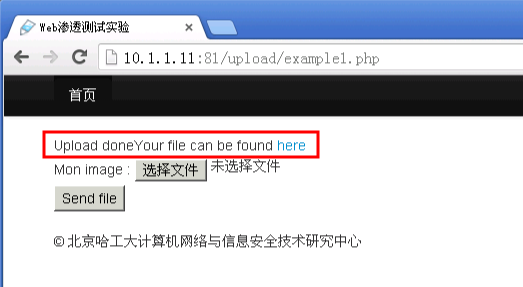 Web渗透测试实验
10.1.1.11:81/upload/example1.php
首页
Upload doneYour file can be found here
Mon image : 选择文件 未选择文件
Send file
© 北京哈工大计算机网络与信息安全技术研究中心